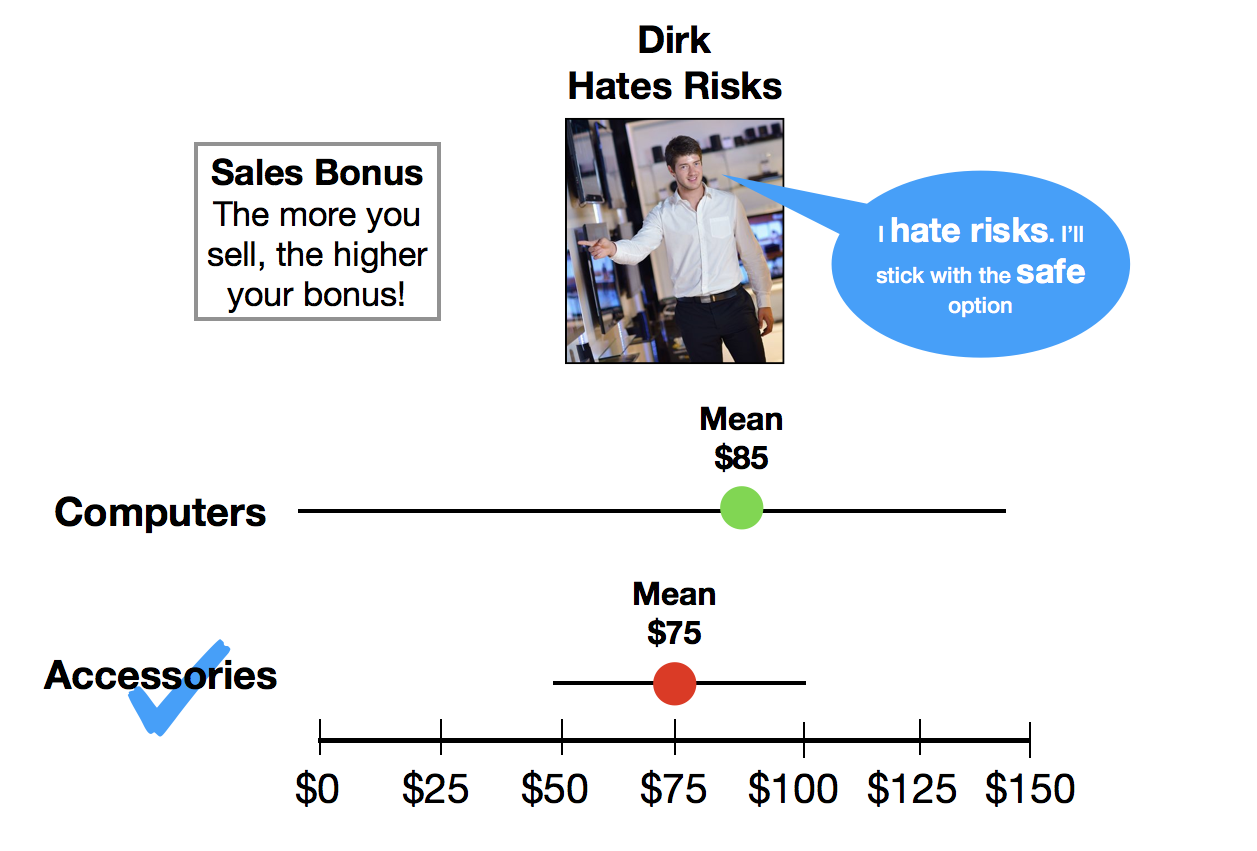 Dirk
Hates Risks
Sales Bonus
The more you
sell, the higher
your bonus!
I hate risks. I'll
stick with the safe
option
Mean
$85
Computers
Mean
$75
Accessories
$0 $25 $50 $75 $100 $125 $150